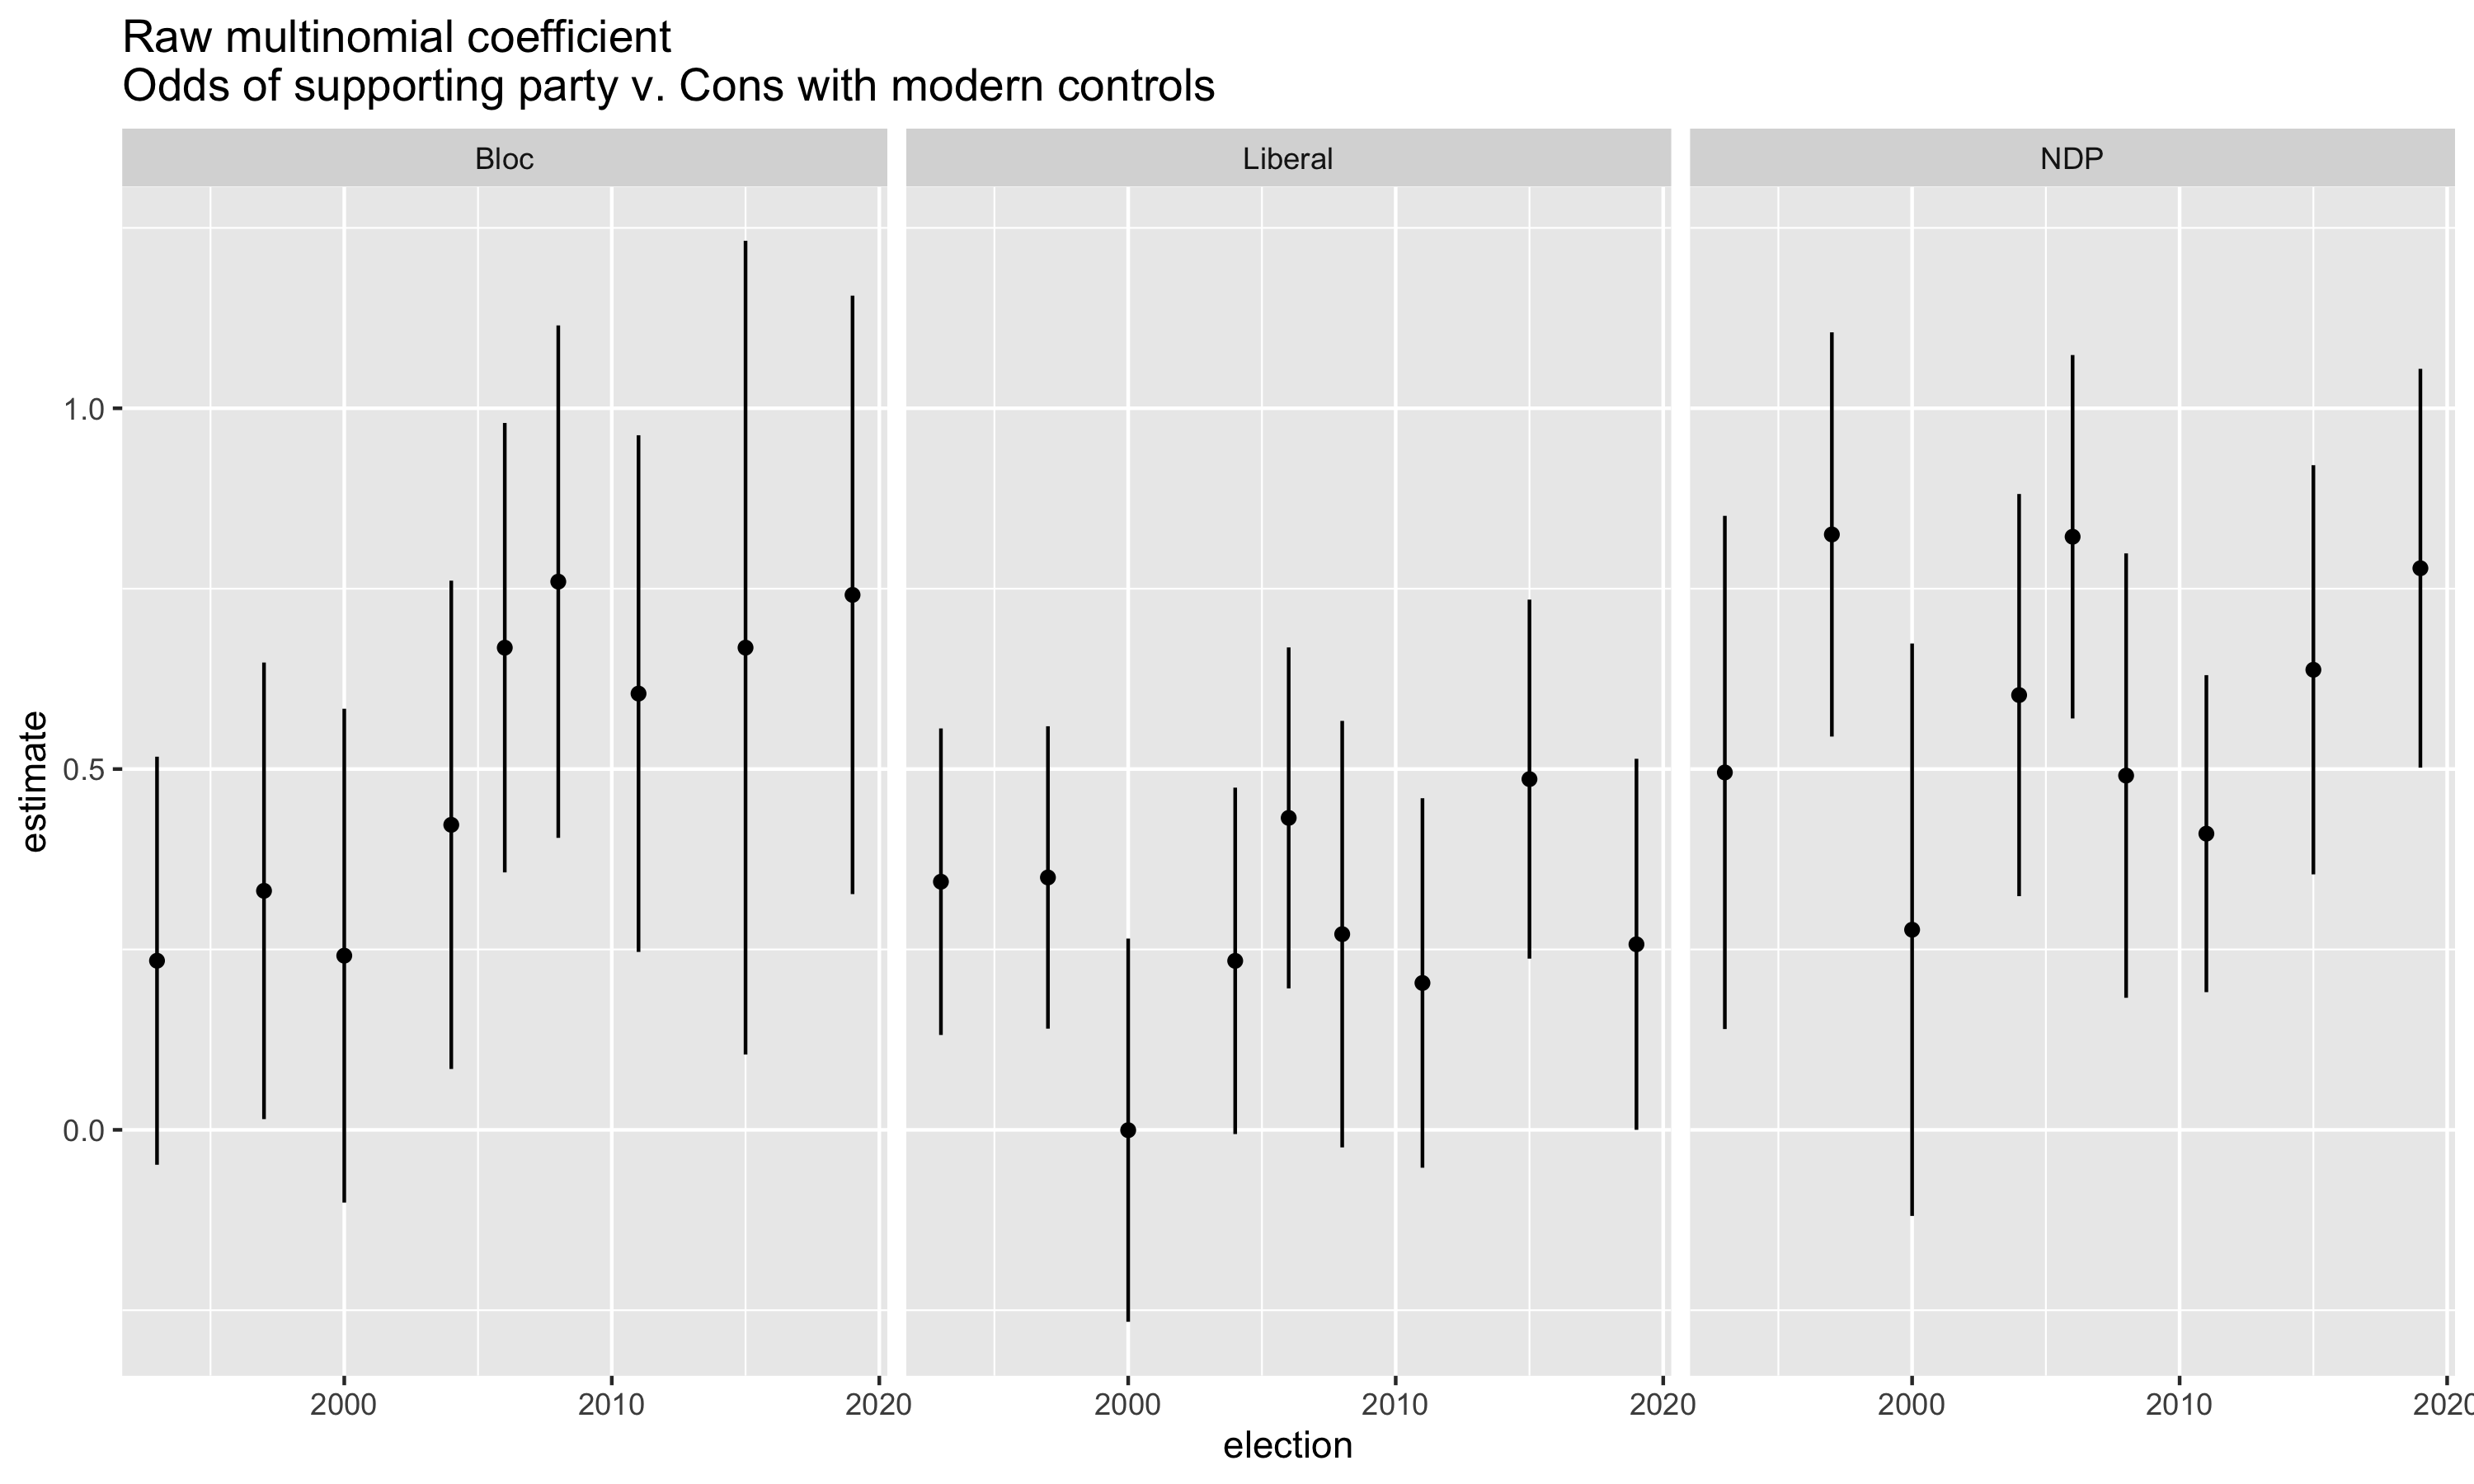 Raw multinomial coefficient
Odds of supporting party v. Cons with modern controls
Bloc Liberal NDP
1.0
0.5
0.0
estimate
2000 2010 2020 2000 2010 2020 2000 2010 2020
election